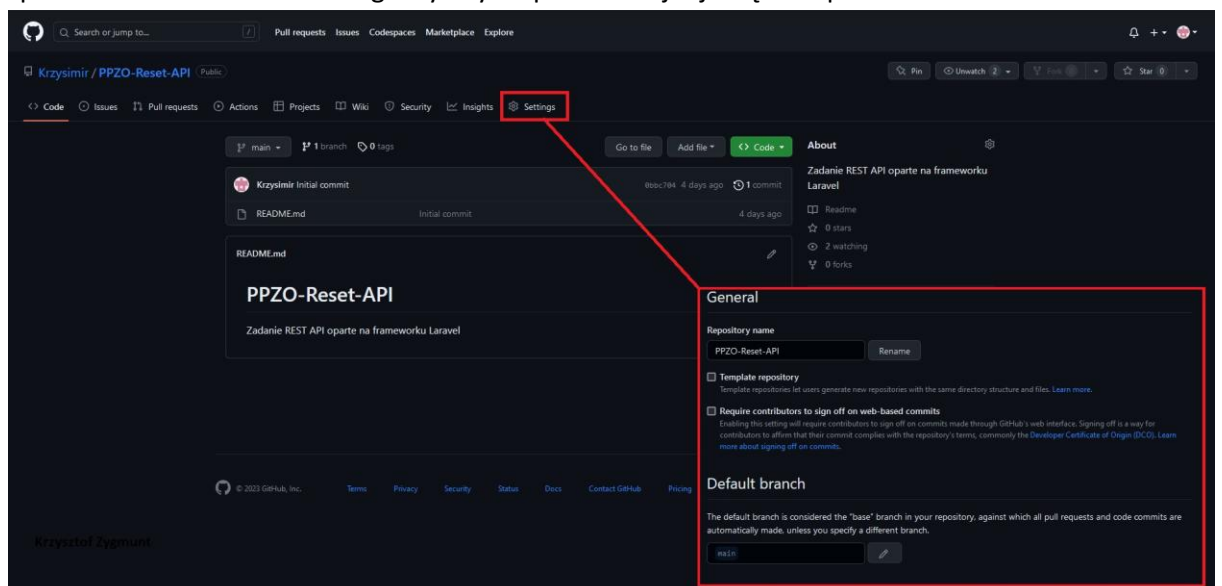 Search or jump to...
/
Pull requests Issues Codespaces Marketplace Explore
Krzysimir / PPZO-Reset-API Public
Pin
Unwatch 2
Fork
Star 0
Code Issues Pull requests Actions Projects Wiki Security Insights Settings
main 1 branch 0 tags
Go to file Add file Code
About
Zadanie REST API oparte na frameworku
Laravel
Krzysimir Initial commit 4 days ago 1 commit
README.md Initial commit 4 days ago
Readme
0 stars
2 watching
0 forks
README.md
PPZO-Reset-API
Zadanie REST API oparte na frameworku Laravel
General
Repository name
PPZO-Reset-API Rename
Template repository
Template repositories let users generate new repositories with the same directory structure and files. Learn more.
Require contributors to sign off on web-based commits
Enabling this setting will require contributors to sign off on commits made through GitHub's web interface. Signing off is a way for
contributors to affirm that their commit complies with the repository's terms, commonly the Developer Certificate of Origin (DCO). Learn
more about signing off on commits.
Default branch
The default branch is considered the "base" branch in your repository, against which all pull requests and code commits are
automatically made, unless you specify a different branch.
main
© 2023 GitHub, Inc. Terms Privacy Security Status Docs Contact GitHub Pricing
Krzysztof Zygmunt